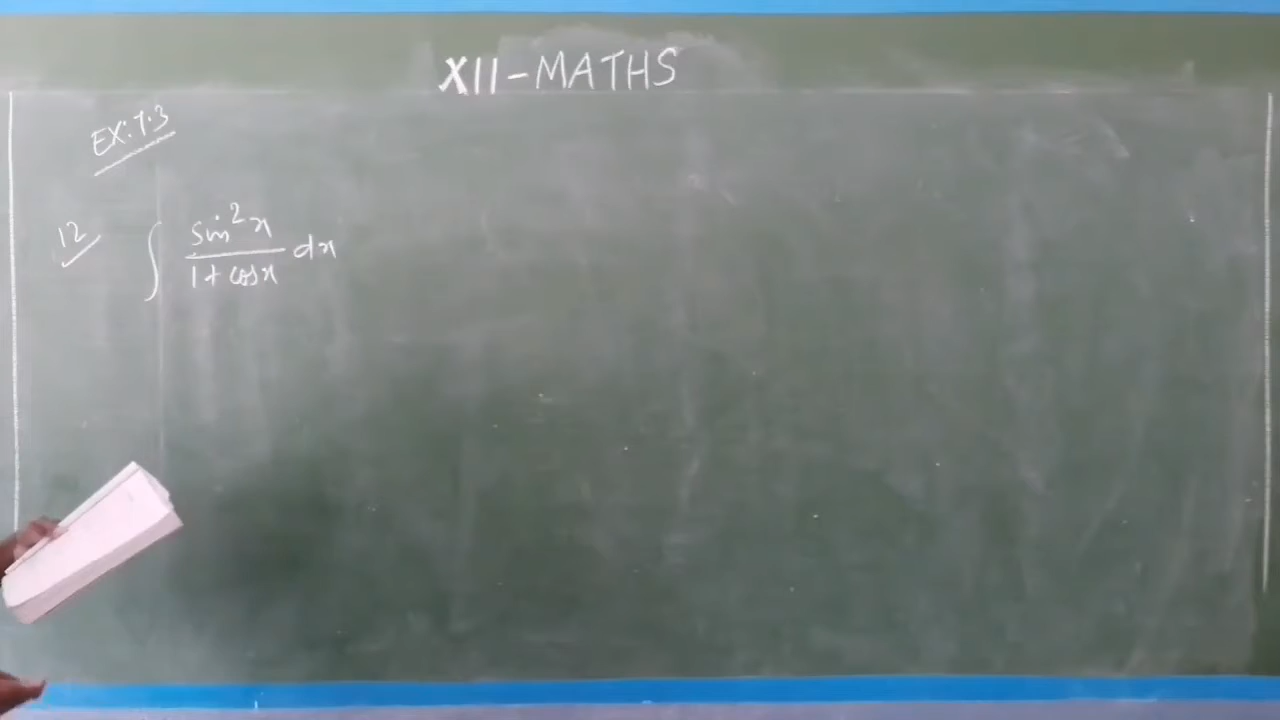 XII-MATHS
EX: 7.3
12 ∫ sin²x / 1 + cosx dx